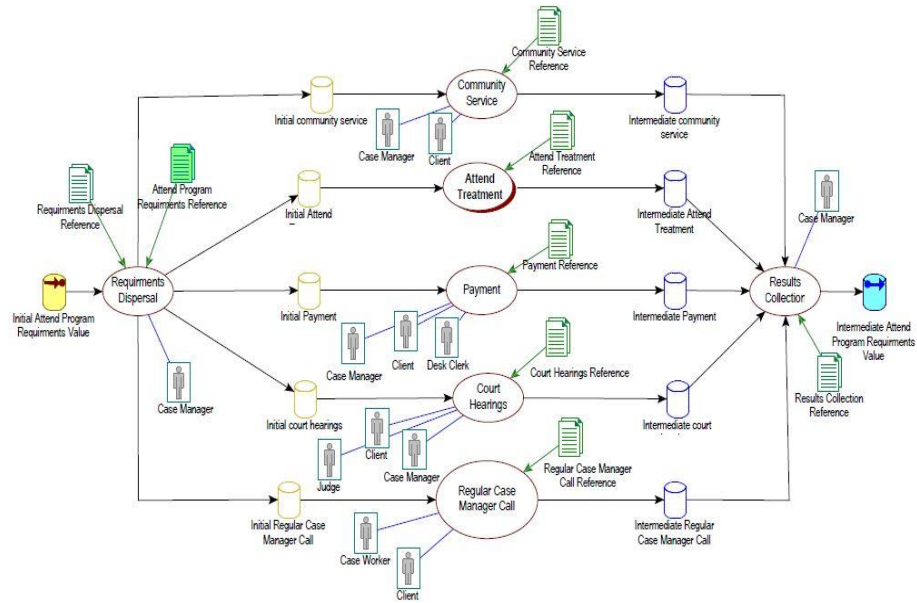 Community Service
Reference
Community
Service
Initial community service
Intermediate community
service
Case Manager
Client
Attend Program
Requirments Reference
Requirments Dispersal
Reference
Attend Treatment
Reference
Attend
Treatment
Initial Attend
Intermediate Attend
Treatment
Case Manager
Requirments
Dispersal
Initial Attend Program
Requirments Value
Payment Reference
Payment
Initial Payment
Intermediate Payment
Results
Collection
Intermediate Attend
Program Requirments
Value
Case Manager
Client
Desk Clerk
Case Manager
Court Hearings Reference
Court
Hearings
Initial court hearings
Intermediate court
Results Collection
Reference
Client
Judge
Case Manager
Regular Case Manager
Call Reference
Regular Case
Manager Call
Initial Regular Case
Manager Call
Intermediate Regular
Case Manager Call
Case Worker
Client